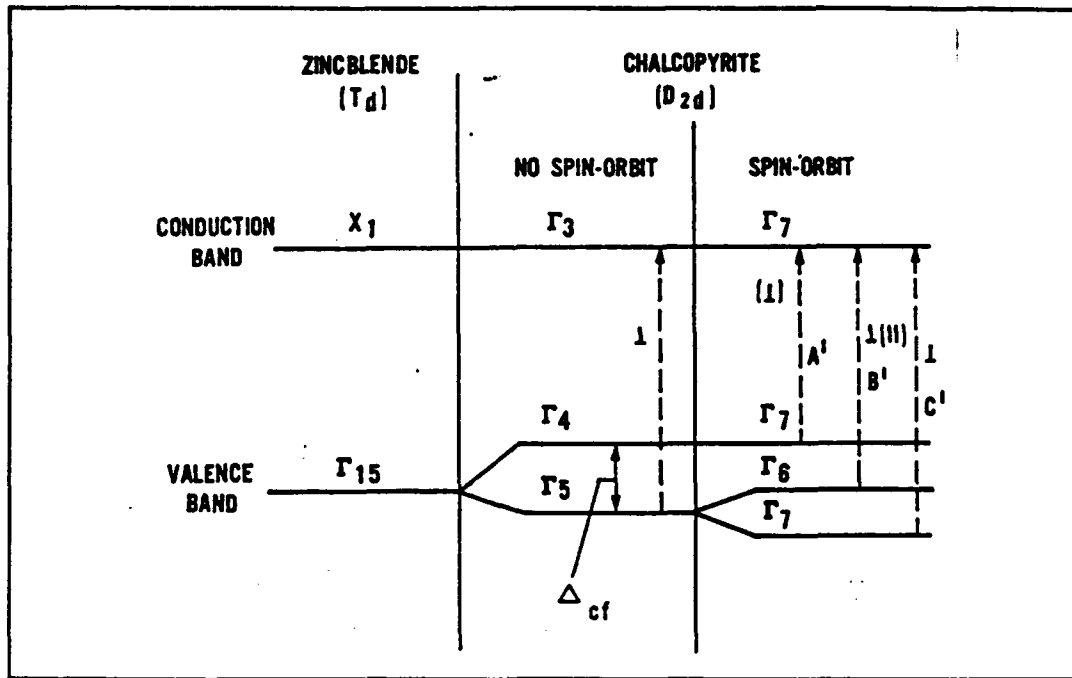 ZINCBLENDE
(Td)
CHALCOPYRITE
(D2d)
NO SPIN-ORBIT
SPIN-ORBIT
CONDUCTION
BAND
X1
Γ3
Γ7
(⊥)
⊥
A'
⊥(||)
B'
⊥
C'
Γ4
Γ7
VALENCE
BAND
Γ15
Γ5
Γ6
Γ7
Δcf